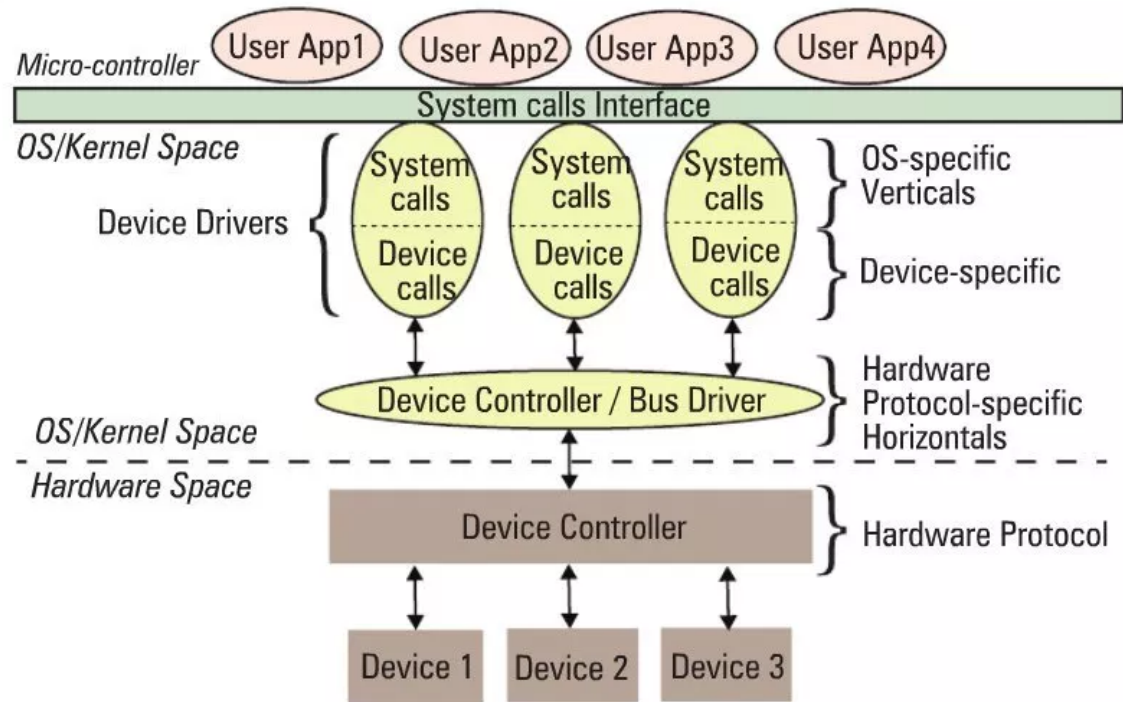 User App1
User App2
User App3
User App4
Micro-controller
System calls Interface
OS/Kernel Space
Device Drivers
System
calls
Device
calls
System
calls
Device
calls
System
calls
Device
calls
OS-specific
Verticals
Device-specific
Device Controller / Bus Driver
Hardware
Protocol-specific
Horizontals
OS/Kernel Space
Hardware Space
Device Controller
Hardware Protocol
Device 1
Device 2
Device 3